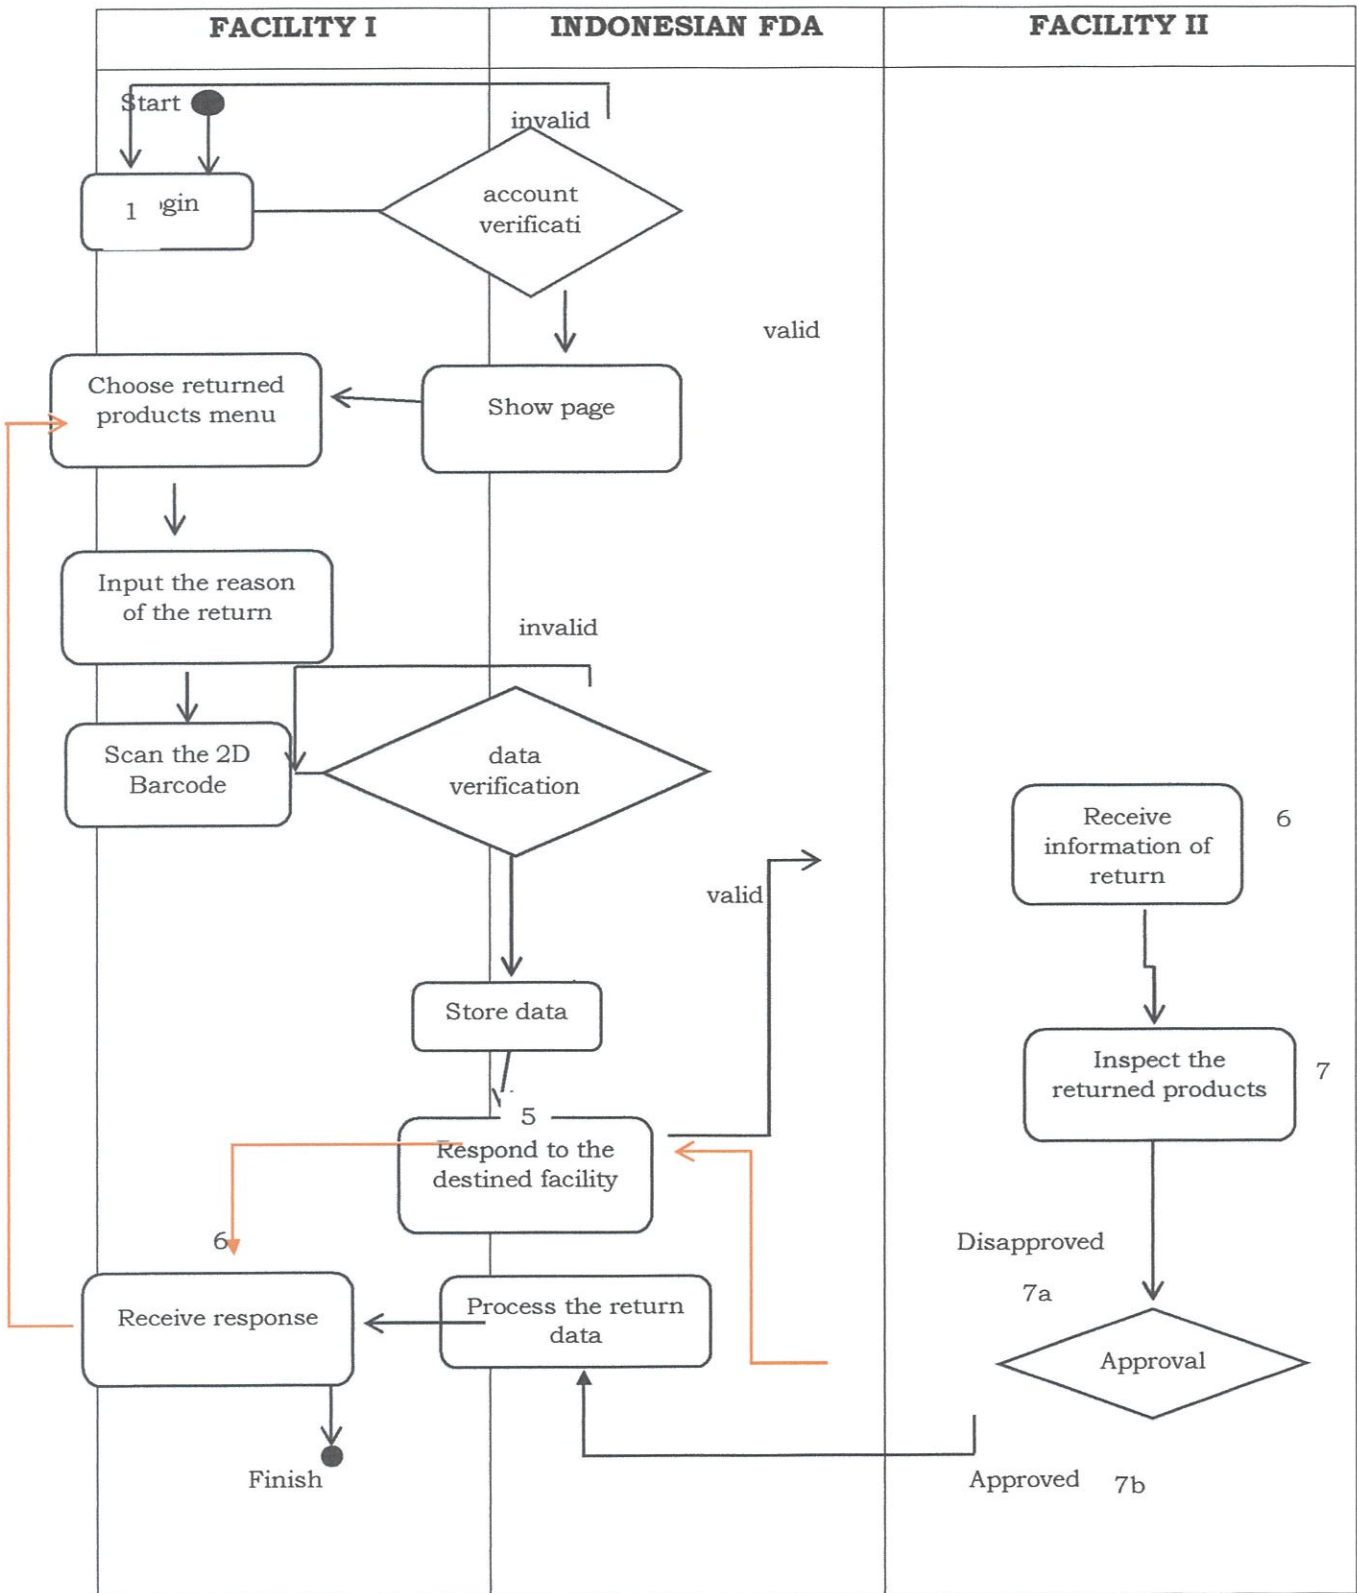 FACILITY I
INDONESIAN FDA
FACILITY II
Start
invalid
1
gin
account
verificati
valid
Choose returned
products menu
Show page
Input the reason
of the return
invalid
Scan the 2D
Barcode
data
verification
Receive
information of
return
6
valid
Store data
Inspect the
returned products
7
5
Respond to the
destined facility
6
Disapproved
7a
Receive response
Process the return
data
Approval
Finish
Approved
7b